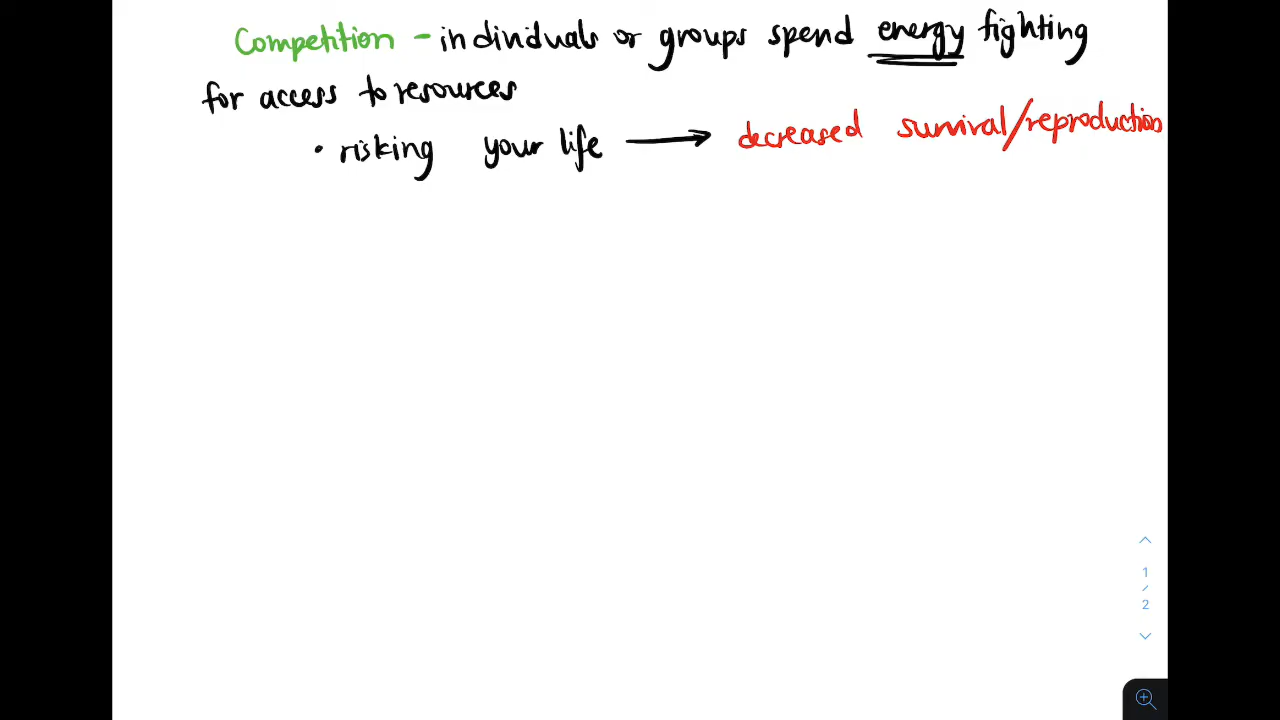 Competition - individuals or groups spend energy fighting
for access to resources
• risking your life → decreased survival/reproduction
1
/
2